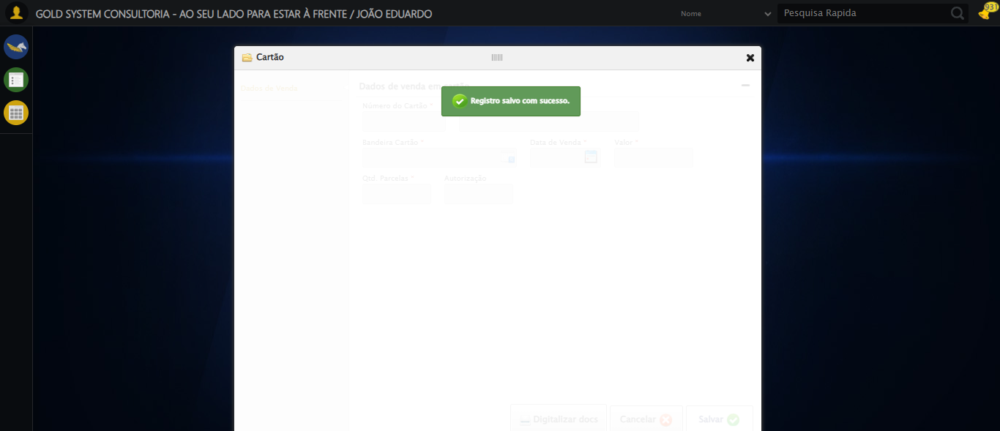 GOLD SYSTEM CONSULTORIA - AO SEU LADO PARA ESTAR À FRENTE / JOÃO EDUARDO
Nome
Pesquisa Rapida
931
Cartão
Dados de Venda
Dados de venda em
Registro salvo com sucesso.
Número do Cartão *
Bandeira Cartão * Data de Venda * Valor *
Qtd. Parcelas * Autorização
Digitalizar docs Cancelar Salvar